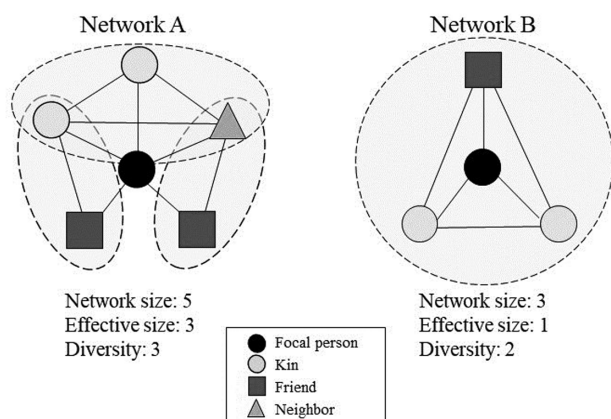 Network A
Network B
Network size: 5
Effective size: 3
Diversity: 3
Network size: 3
Effective size: 1
Diversity: 2
Focal person
Kin
Friend
Neighbor